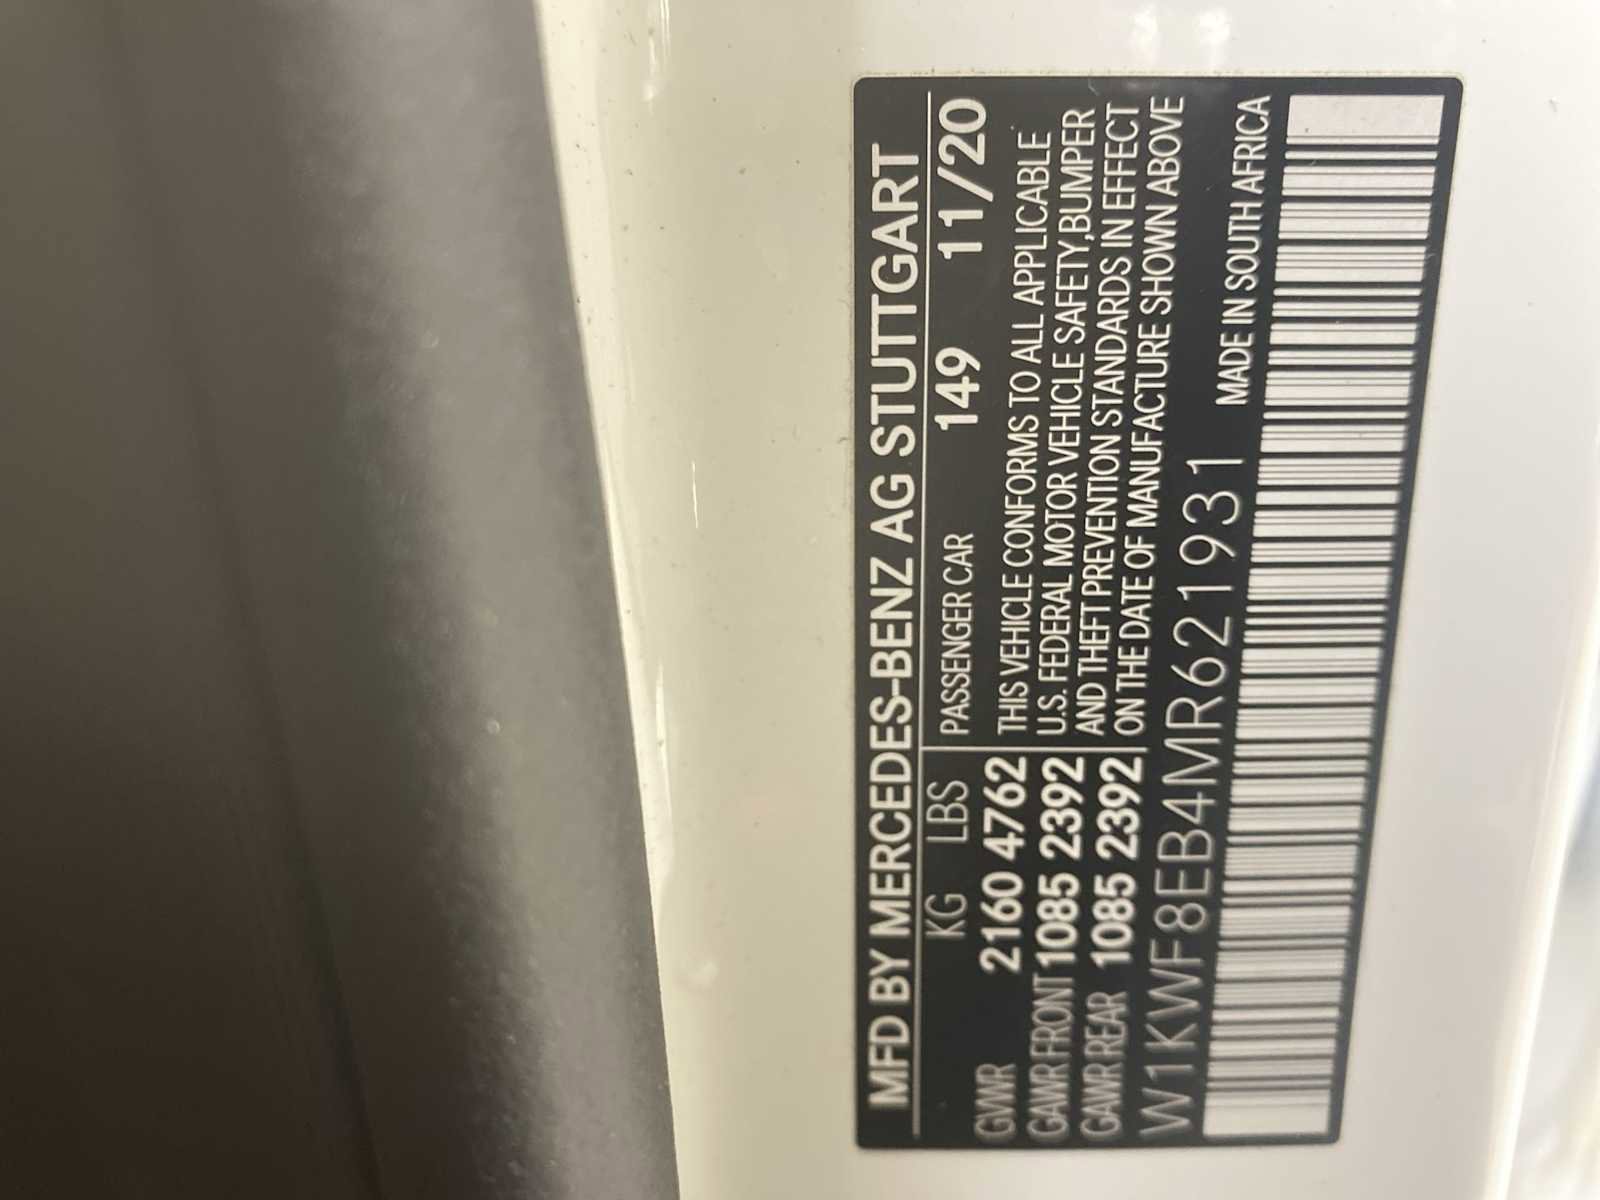 MFD BY MERCEDES-BENZ AG STUTTGART
KG LBS
GVWR 2160 4762
GAWR FRONT 1085 2392
GAWR REAR 1085 2392
PASSENGER CAR 149 11/20
THIS VEHICLE CONFORMS TO ALL APPLICABLE
U.S. FEDERAL MOTOR VEHICLE SAFETY,BUMPER
AND THEFT PREVENTION STANDARDS IN EFFECT
ON THE DATE OF MANUFACTURE SHOWN ABOVE
W1KWF8EB4MR621931 MADE IN SOUTH AFRICA